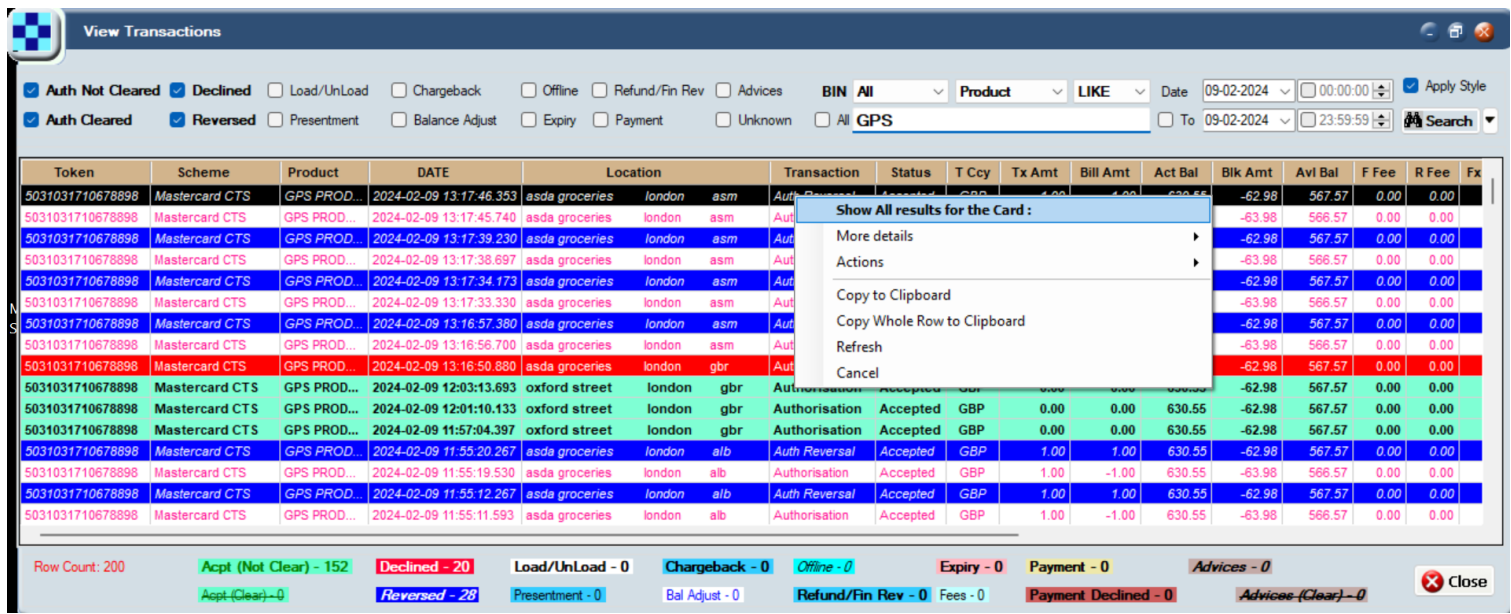 View Transactions
Auth Not Cleared Declined Load/UnLoad Chargeback Offline Refund/Fin Rev Advices BIN All Product LIKE Date 09-02-2024 00:00:00 Apply Style
Auth Cleared Reversed Presentment Balance Adjust Expiry Payment Unknown All GPS To 09-02-2024 23:59:59 Search
Token Scheme Product DATE Location Transaction Status T Ccy Tx Amt Bill Amt Act Bal Blk Amt Avl Bal F Fee R Fee Fx
5031031710678898 Mastercard CTS GPS PROD... 2024-02-09 13:17:46.353 asda groceries london asm Auth Reversal Accepted GBP 1.00 1.00 630.55 -62.98 567.57 0.00 0.00
5031031710678898 Mastercard CTS GPS PROD... 2024-02-09 13:17:45.740 asda groceries london asm Aut -63.98 566.57 0.00 0.00
5031031710678898 Mastercard CTS GPS PROD... 2024-02-09 13:17:39.230 asda groceries london asm Aut -62.98 567.57 0.00 0.00
5031031710678898 Mastercard CTS GPS PROD... 2024-02-09 13:17:38.697 asda groceries london asm Aut -63.98 566.57 0.00 0.00
5031031710678898 Mastercard CTS GPS PROD... 2024-02-09 13:17:34.173 asda groceries london asm Aut -62.98 567.57 0.00 0.00
5031031710678898 Mastercard CTS GPS PROD... 2024-02-09 13:17:33.330 asda groceries london asm Aut -63.98 566.57 0.00 0.00
5031031710678898 Mastercard CTS GPS PROD... 2024-02-09 13:16:57.380 asda groceries london asm Aut -62.98 567.57 0.00 0.00
5031031710678898 Mastercard CTS GPS PROD... 2024-02-09 13:16:56.700 asda groceries london asm Aut -63.98 566.57 0.00 0.00
5031031710678898 Mastercard CTS GPS PROD... 2024-02-09 13:16:50.880 asda groceries london gbr Aut -62.98 567.57 0.00 0.00
5031031710678898 Mastercard CTS GPS PROD... 2024-02-09 12:03:13.693 oxford street london gbr Authorisation Accepted GBP 0.00 0.00 630.55 -62.98 567.57 0.00 0.00
5031031710678898 Mastercard CTS GPS PROD... 2024-02-09 12:01:10.133 oxford street london gbr Authorisation Accepted GBP 0.00 0.00 630.55 -62.98 567.57 0.00 0.00
5031031710678898 Mastercard CTS GPS PROD... 2024-02-09 11:57:04.397 oxford street london gbr Authorisation Accepted GBP 0.00 0.00 630.55 -62.98 567.57 0.00 0.00
5031031710678898 Mastercard CTS GPS PROD... 2024-02-09 11:55:20.267 asda groceries london alb Auth Reversal Accepted GBP 1.00 1.00 630.55 -62.98 567.57 0.00 0.00
5031031710678898 Mastercard CTS GPS PROD... 2024-02-09 11:55:19.530 asda groceries london alb Authorisation Accepted GBP 1.00 -1.00 630.55 -63.98 566.57 0.00 0.00
5031031710678898 Mastercard CTS GPS PROD... 2024-02-09 11:55:12.267 asda groceries london alb Auth Reversal Accepted GBP 1.00 1.00 630.55 -62.98 567.57 0.00 0.00
5031031710678898 Mastercard CTS GPS PROD... 2024-02-09 11:55:11.593 asda groceries london alb Authorisation Accepted GBP 1.00 -1.00 630.55 -63.98 566.57 0.00 0.00
Show All results for the Card :
More details
Actions
Copy to Clipboard
Copy Whole Row to Clipboard
Refresh
Cancel
Row Count: 200 Acpt (Not Clear) - 152 Declined - 20 Load/UnLoad - 0 Chargeback - 0 Offline - 0 Expiry - 0 Payment - 0 Advices - 0
Acpt (Clear) - 0 Reversed - 28 Presentment - 0 Bal Adjust - 0 Refund/Fin Rev - 0 Fees - 0 Payment Declined - 0 Advices (Clear) - 0
Close